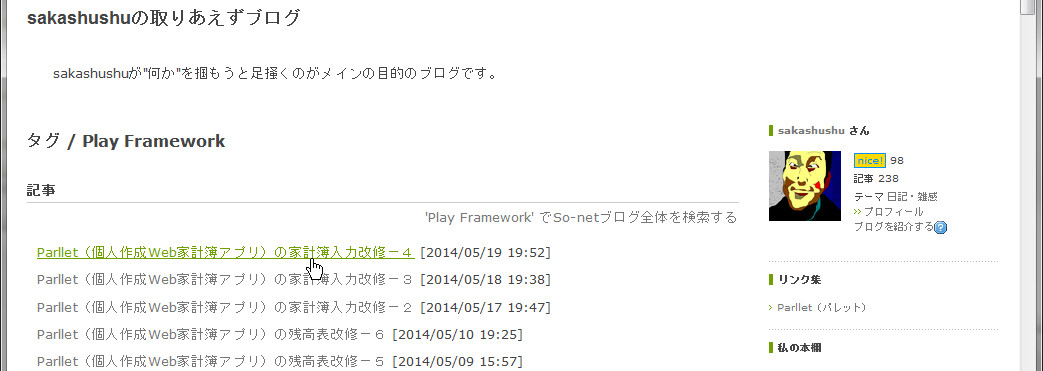 sakashushuの取りあえずブログ
sakashushuが"何か"を掴もうと足掻くのがメインの目的のブログです。
タグ / Play Framework
記事
'Play Framework' でSo-netブログ全体を検索する
Parllet（個人作成Web家計簿アプリ）の家計簿入力改修－４ [2014/05/19 19:52]
Parllet（個人作成Web家計簿アプリ）の家計簿入力改修－３ [2014/05/18 19:38]
Parllet（個人作成Web家計簿アプリ）の家計簿入力改修－２ [2014/05/17 19:47]
Parllet（個人作成Web家計簿アプリ）の残高表改修－６ [2014/05/10 19:25]
Parllet（個人作成Web家計簿アプリ）の残高表改修－５ [2014/05/09 15:57]
sakashushu さん
nice! 98
記事 238
テーマ 日記・雑感
>> プロフィール
ブログを紹介する?
リンク集
> Parllet（パレット）
私の本棚